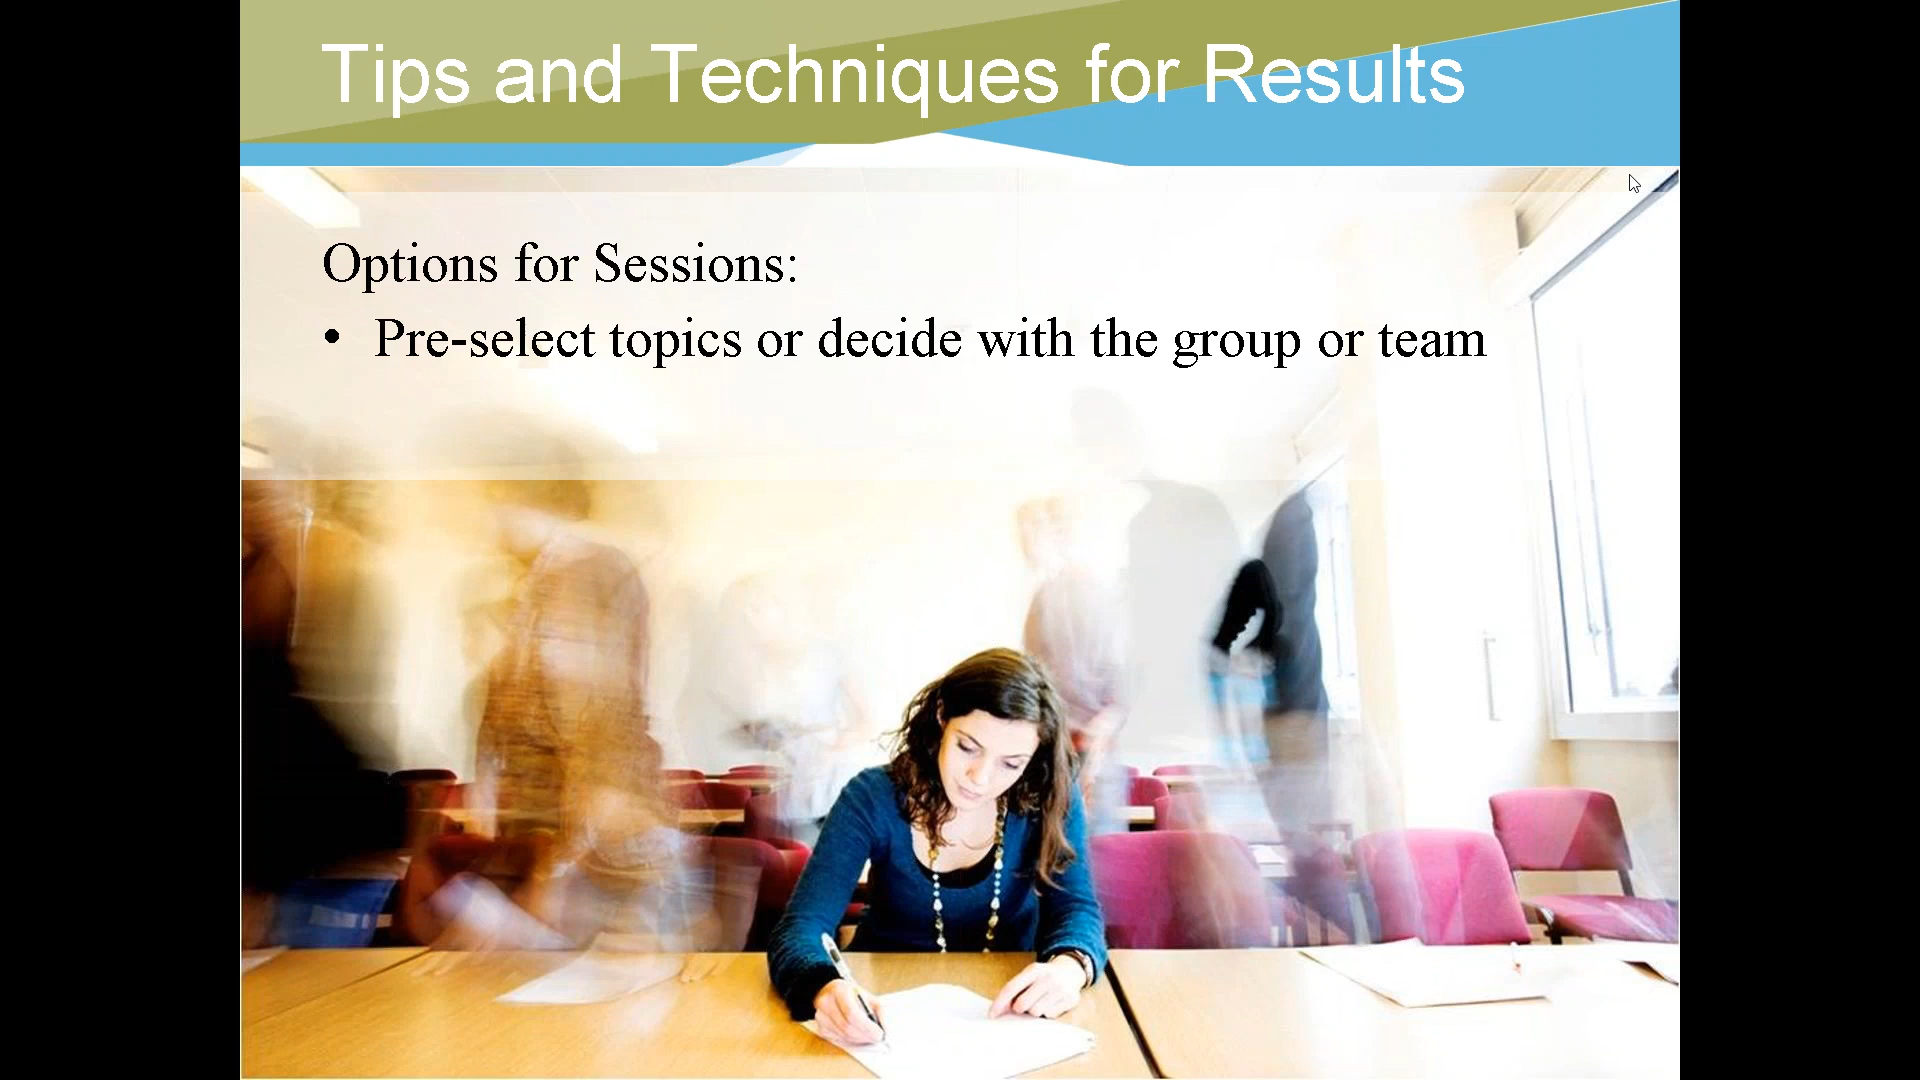 Tips and Techniques for Results
Options for Sessions:
• Pre-select topics or decide with the group or team